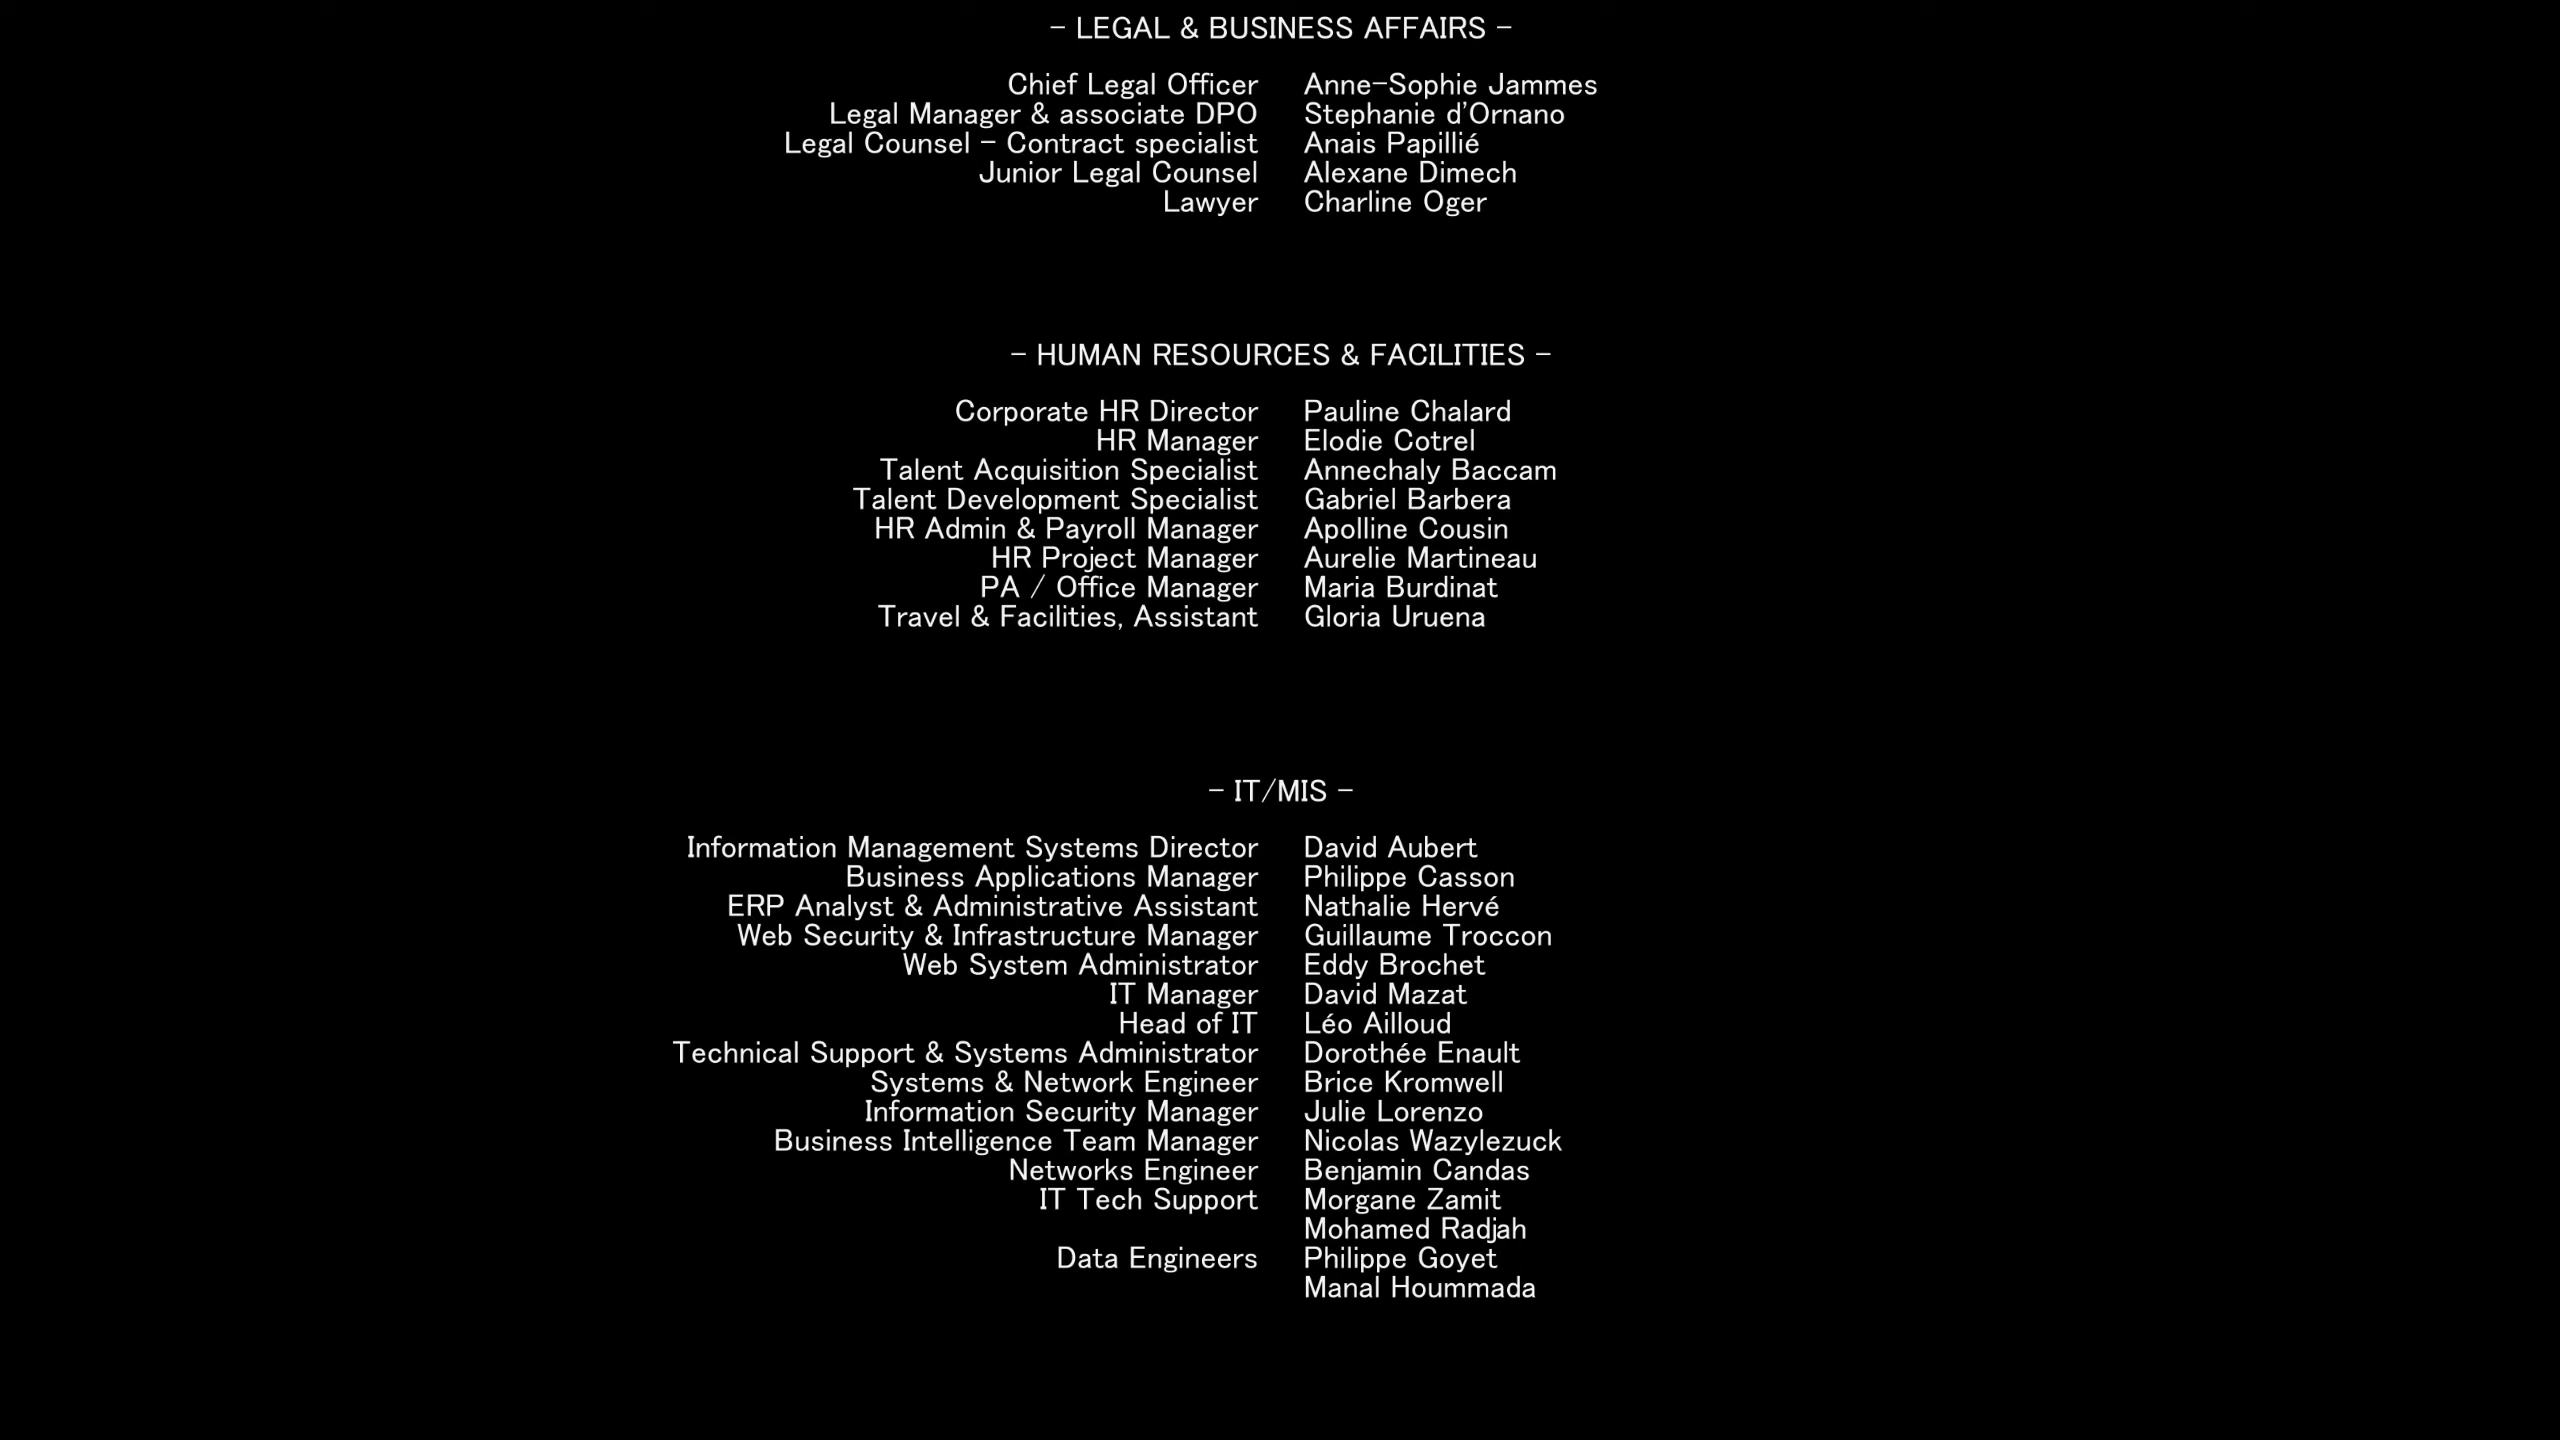 - LEGAL & BUSINESS AFFAIRS -
Chief Legal Officer Anne-Sophie Jammes
Legal Manager & associate DPO Stephanie d'Ornano
Legal Counsel - Contract specialist Anais Papillié
Junior Legal Counsel Alexane Dimech
Lawyer Charline Oger
- HUMAN RESOURCES & FACILITIES -
Corporate HR Director Pauline Chalard
HR Manager Elodie Cotrel
Talent Acquisition Specialist Annechaly Baccam
Talent Development Specialist Gabriel Barbera
HR Admin & Payroll Manager Apolline Cousin
HR Project Manager Aurelie Martineau
PA / Office Manager Maria Burdinat
Travel & Facilities, Assistant Gloria Uruena
- IT/MIS -
Information Management Systems Director David Aubert
Business Applications Manager Philippe Casson
ERP Analyst & Administrative Assistant Nathalie Hervé
Web Security & Infrastructure Manager Guillaume Troccon
Web System Administrator Eddy Brochet
IT Manager David Mazat
Head of IT Léo Ailloud
Technical Support & Systems Administrator Dorothée Enault
Systems & Network Engineer Brice Kromwell
Information Security Manager Julie Lorenzo
Business Intelligence Team Manager Nicolas Wazylezuck
Networks Engineer Benjamin Candas
IT Tech Support Morgane Zamit
Mohamed Radjah
Data Engineers Philippe Goyet
Manal Hoummada